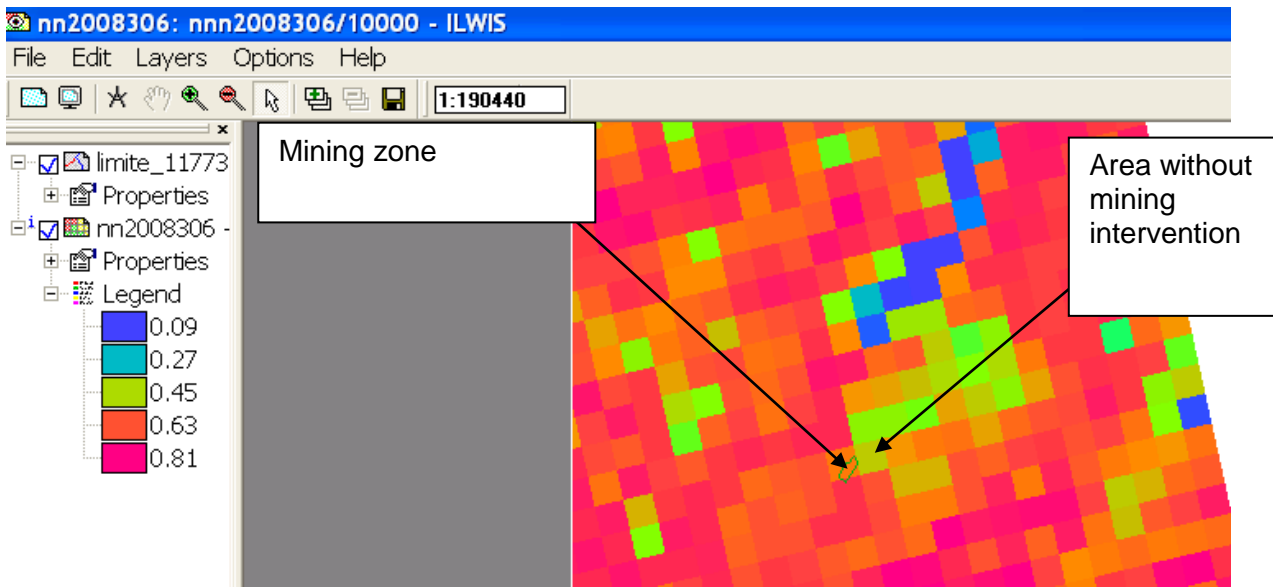 nn2008306: nnn2008306/10000 - ILWIS
File Edit Layers Options Help
1:190440
limite_11773
Properties
nn2008306 -
Properties
Legend
0.09
0.27
0.45
0.63
0.81
Mining zone
Area without
mining
intervention